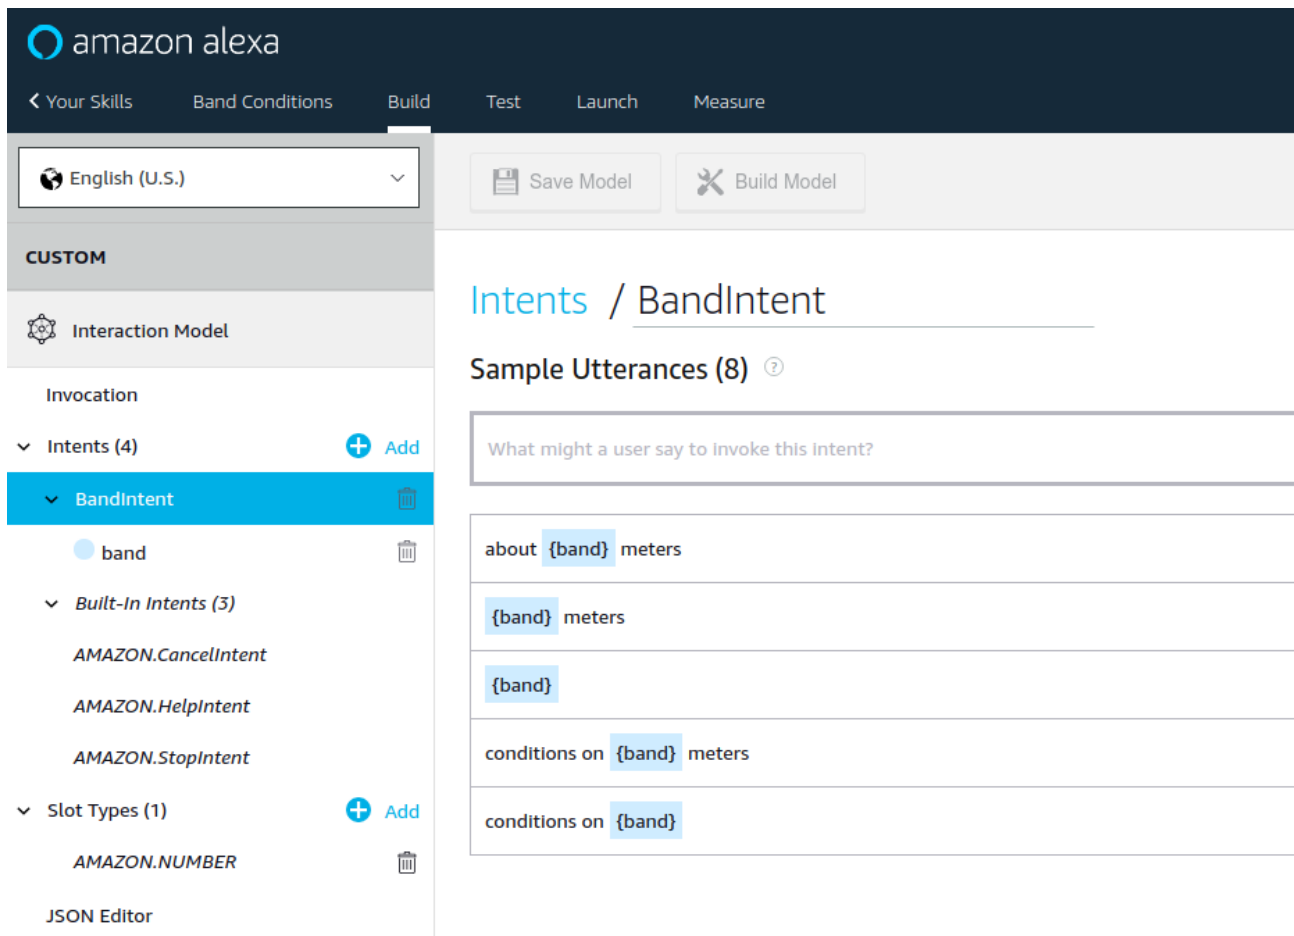 amazon alexa
Your Skills Band Conditions Build Test Launch Measure
English (U.S.)
Save Model Build Model
CUSTOM
Interaction Model
Invocation
Intents (4) Add
BandIntent
band
Built-In Intents (3)
AMAZON.CancelIntent
AMAZON.HelpIntent
AMAZON.StopIntent
Slot Types (1) Add
AMAZON.NUMBER
JSON Editor
Intents / BandIntent
Sample Utterances (8) ?
What might a user say to invoke this intent?
about {band} meters
{band} meters
{band}
conditions on {band} meters
conditions on {band}